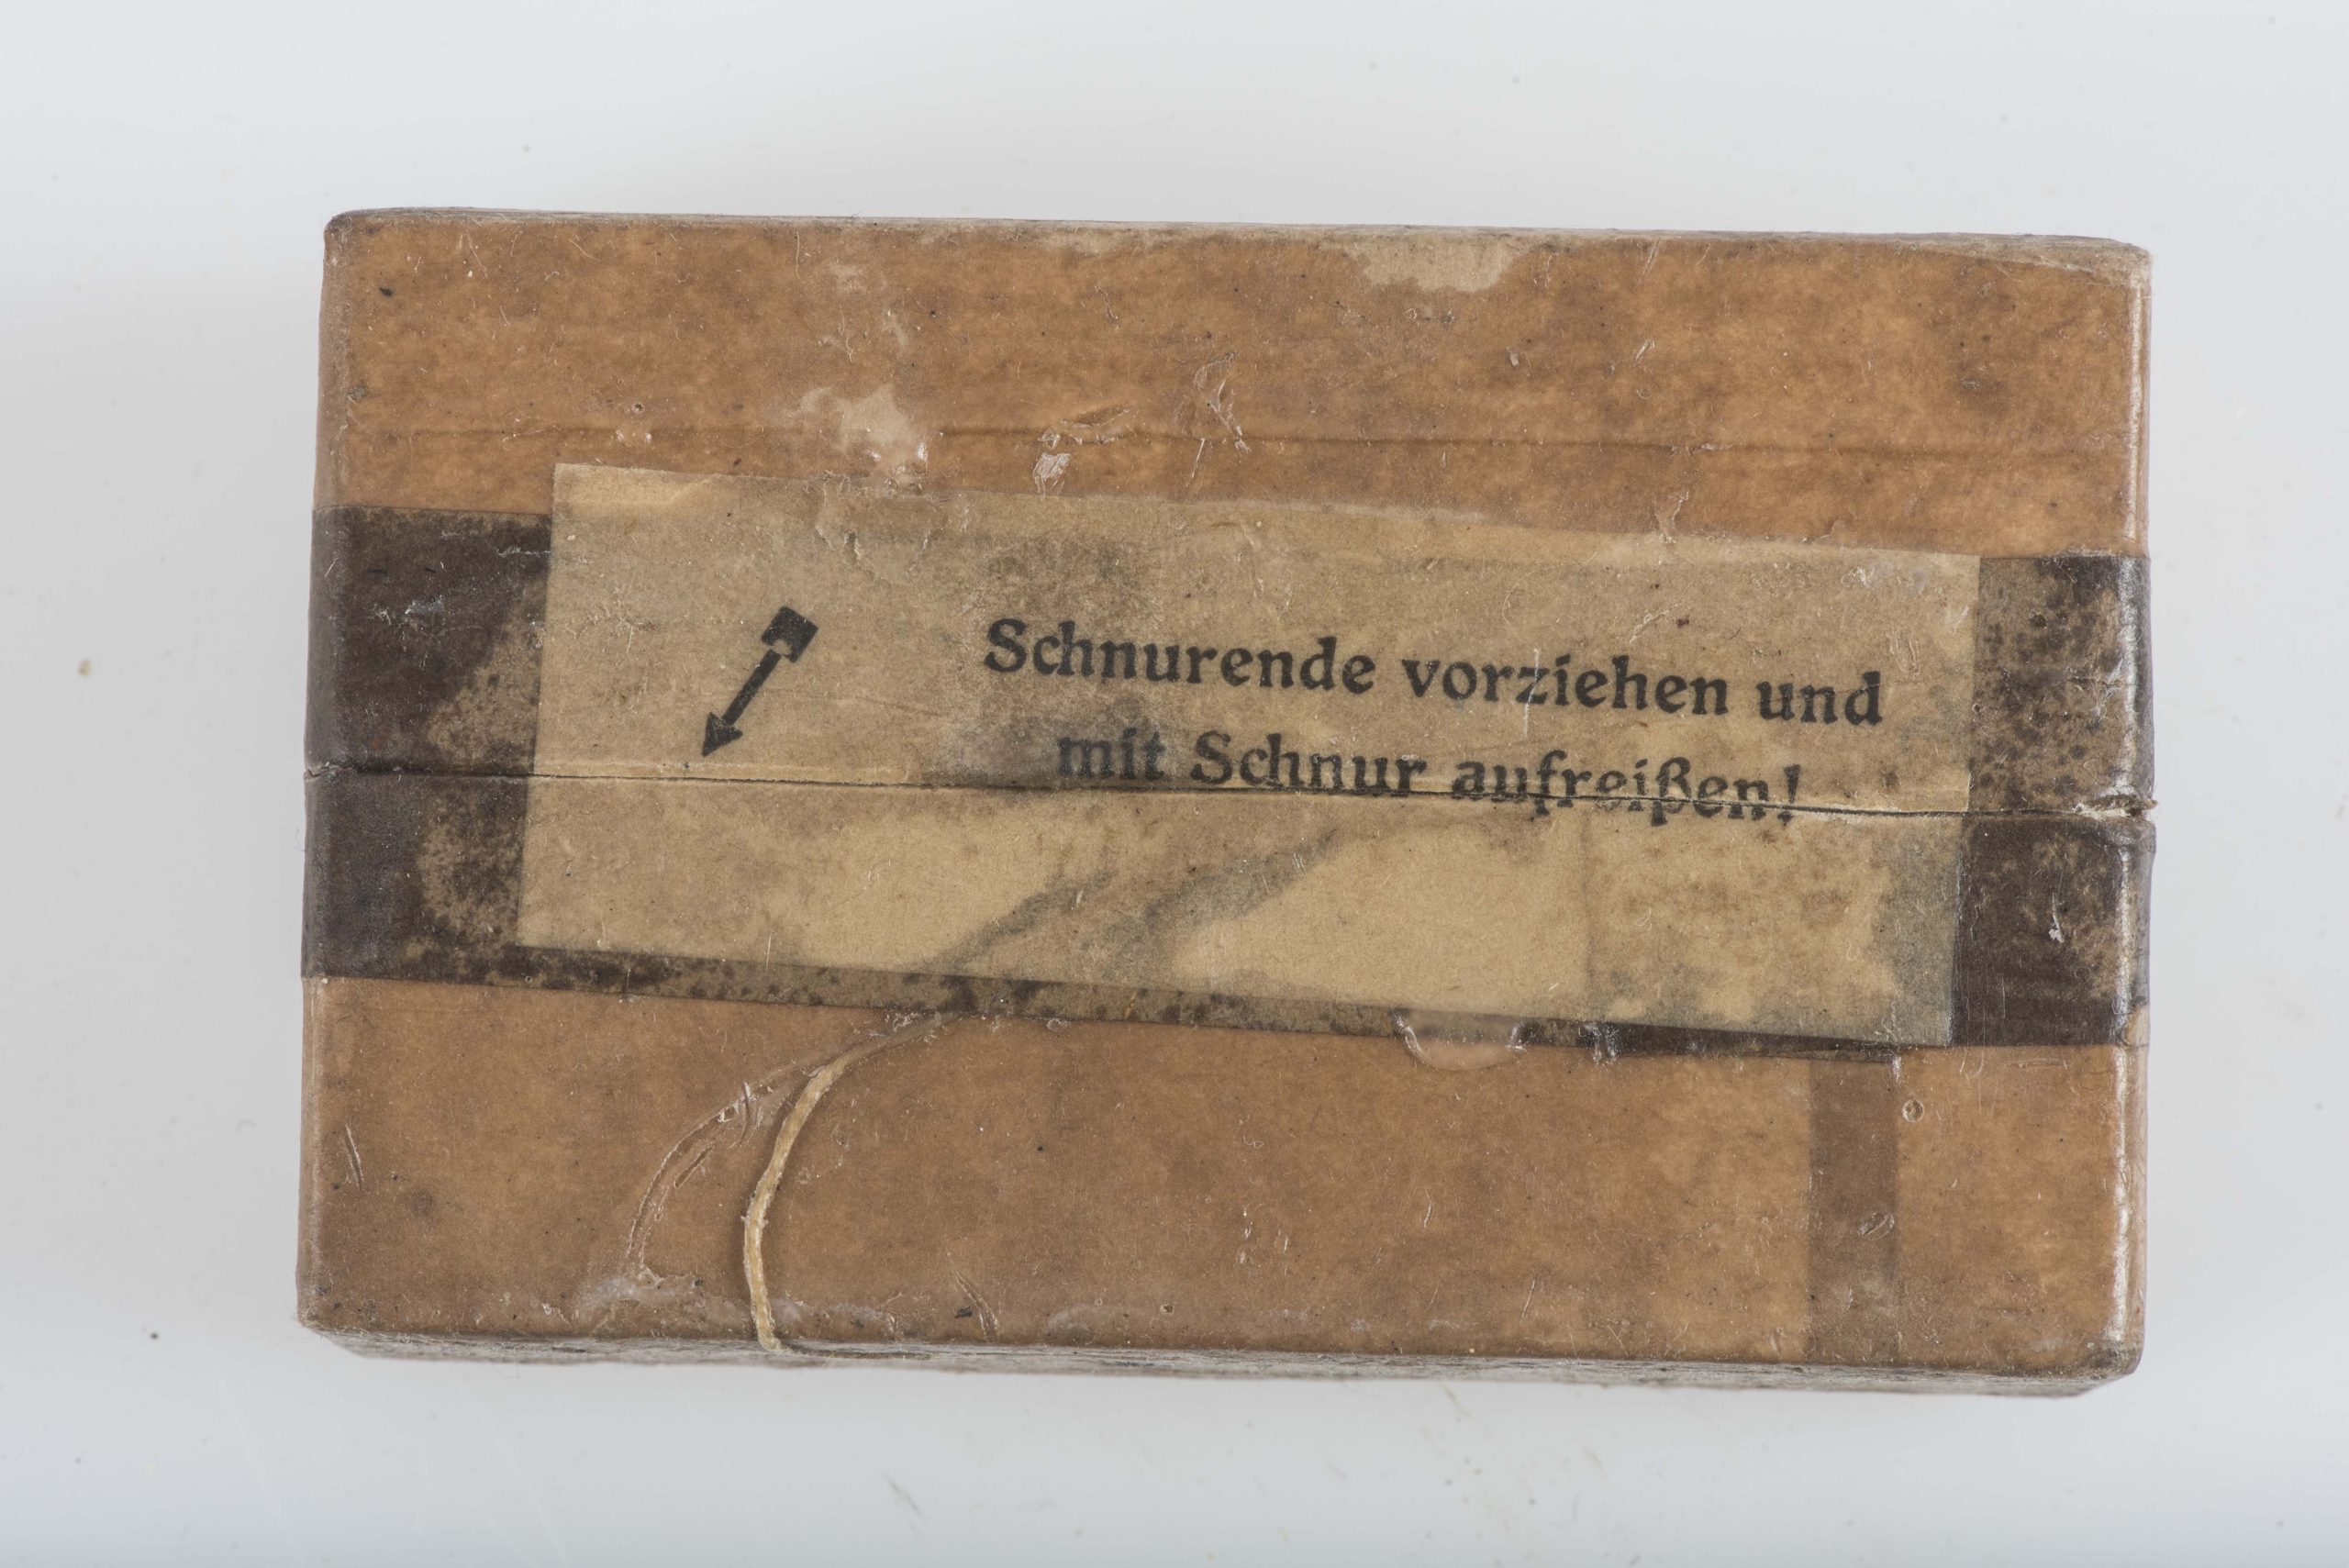 Schnurende vorziehen und
mit Schnur aufreißen!